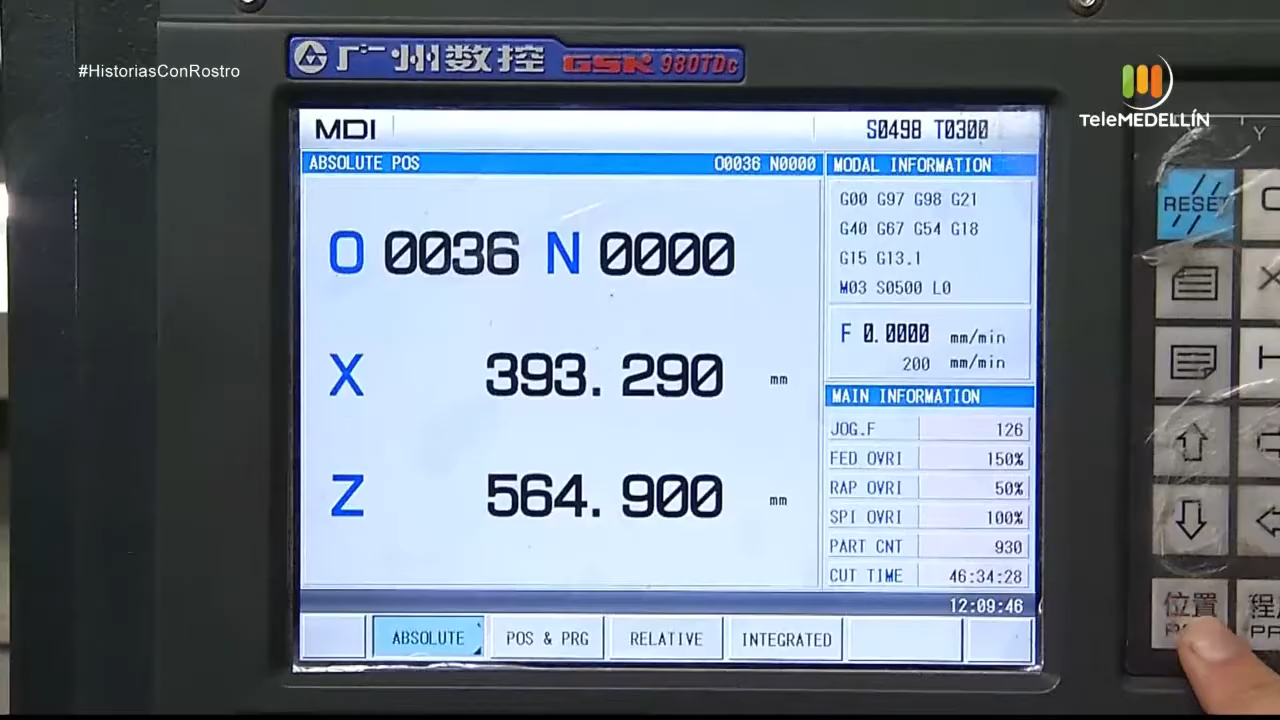 #HistoriasConRostro
广州数控 GSK 980TDc
TeleMEDELLÍN
MDI S0498 T0300
ABSOLUTE POS O0036 N0000
O 0036 N 0000
X 393.290 mm
Z 564.900 mm
MODAL INFORMATION
G00 G97 G98 G21
G40 G67 G54 G18
G15 G13.1
M03 S0500 L0
F 0.0000 mm/min
200 mm/min
MAIN INFORMATION
JOG.F 126
FED OVRI 150%
RAP OVRI 50%
SPI OVRI 100%
PART CNT 930
CUT TIME 46:34:28
12:09:46
ABSOLUTE POS & PRG RELATIVE INTEGRATED
Y
RESET
X
H
位置